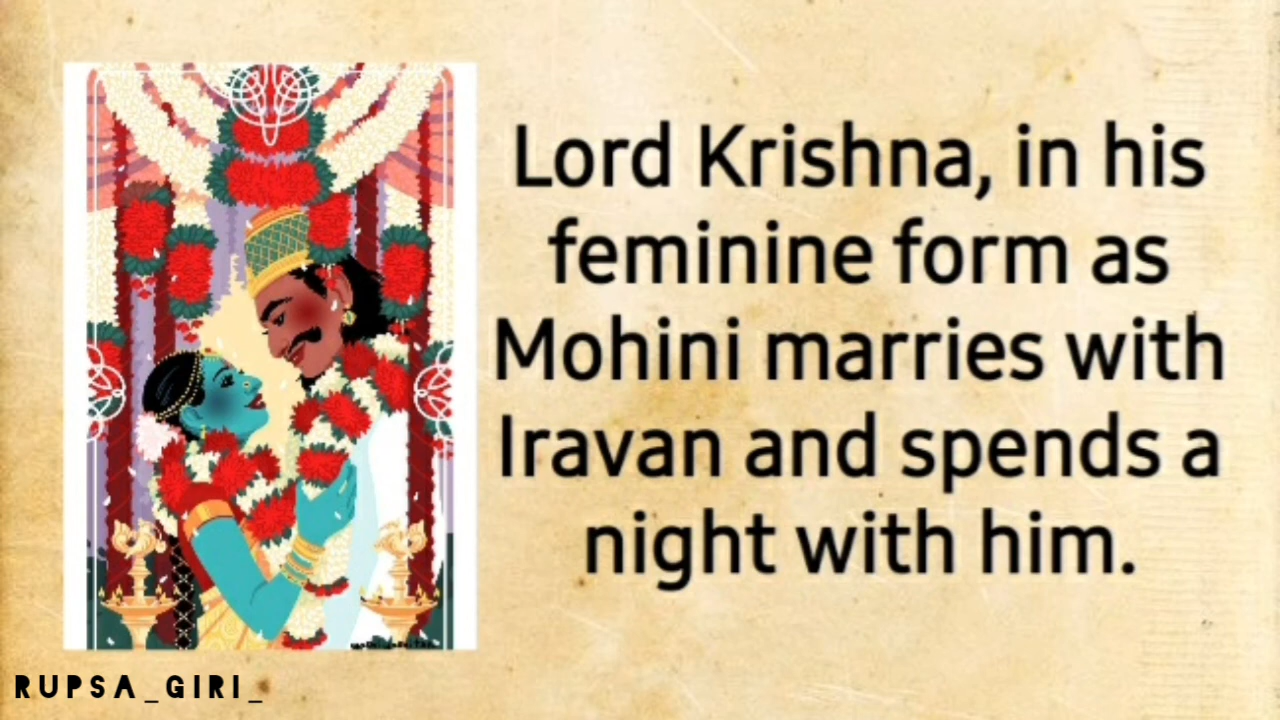 Lord Krishna, in his
feminine form as
Mohini marries with
Iravan and spends a
night with him.
RUPSA_GIRI_